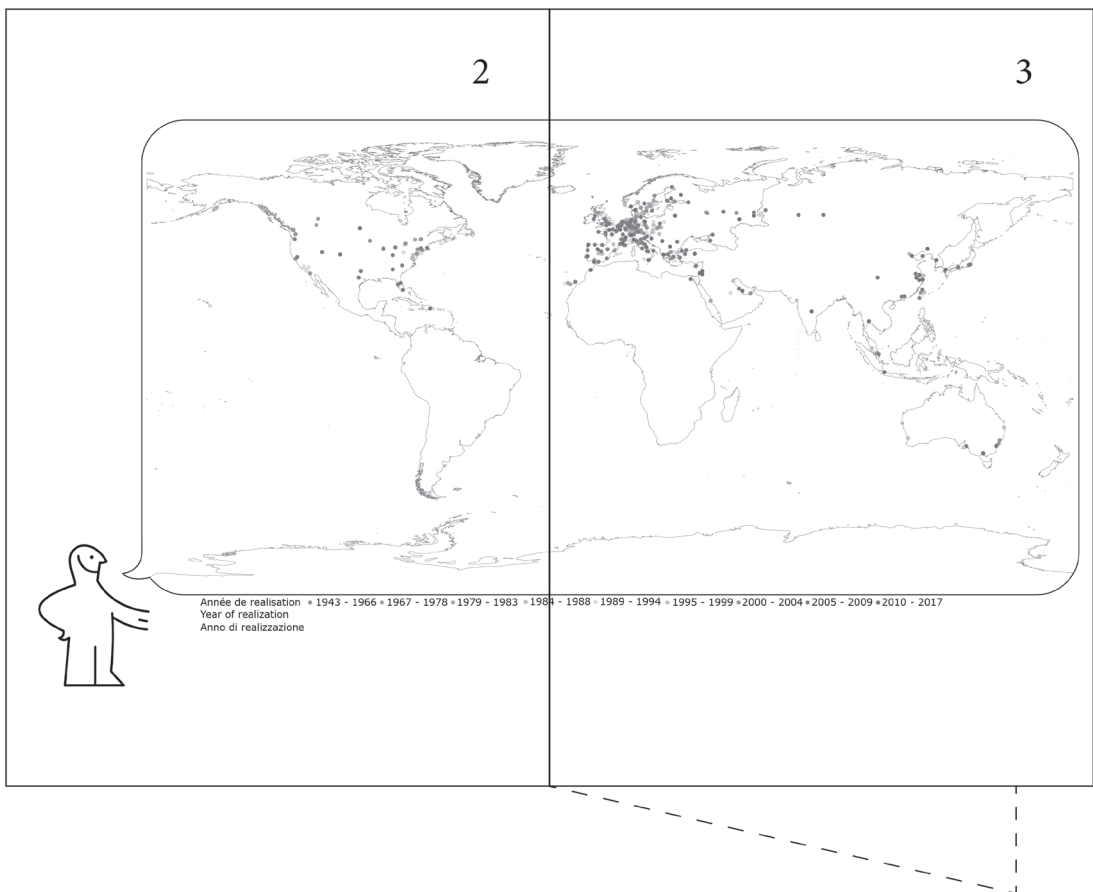 2
3
Année de realisation 1943 - 1966 1967 - 1978 1979 - 1983 1984 - 1988 1989 - 1994 1995 - 1999 2000 - 2004 2005 - 2009 2010 - 2017
Year of realization
Anno di realizzazione